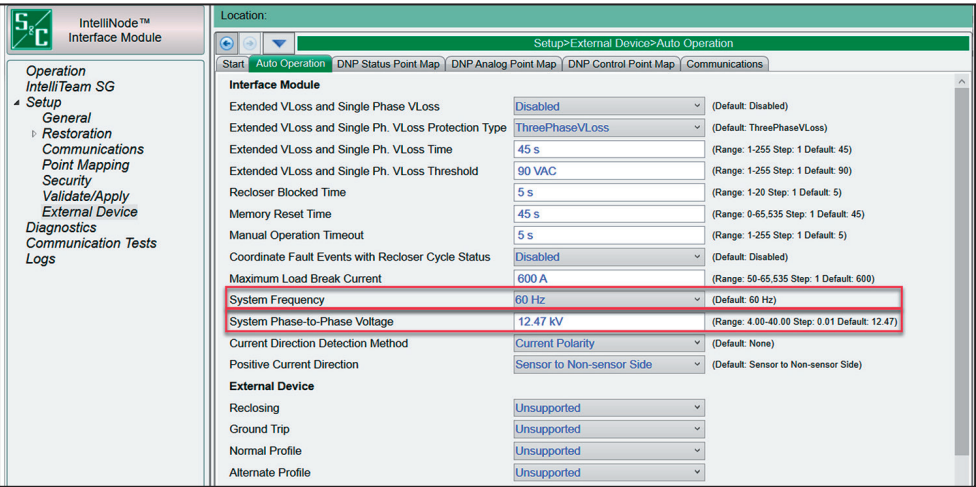 S&C
IntelliNode™
Interface Module
Location:
Setup>External Device>Auto Operation
Start Auto Operation DNP Status Point Map DNP Analog Point Map DNP Control Point Map Communications
Operation
IntelliTeam SG
Setup
General
Restoration
Communications
Point Mapping
Security
Validate/Apply
External Device
Diagnostics
Communication Tests
Logs
Interface Module
Extended VLoss and Single Phase VLoss Disabled (Default: Disabled)
Extended VLoss and Single Ph. VLoss Protection Type ThreePhaseVLoss (Default: ThreePhaseVLoss)
Extended VLoss and Single Ph. VLoss Time 45 s (Range: 1-255 Step: 1 Default: 45)
Extended VLoss and Single Ph. VLoss Threshold 90 VAC (Range: 1-255 Step: 1 Default: 90)
Recloser Blocked Time 5 s (Range: 1-20 Step: 1 Default: 5)
Memory Reset Time 45 s (Range: 0-65,535 Step: 1 Default: 45)
Manual Operation Timeout 5 s (Range: 1-255 Step: 1 Default: 5)
Coordinate Fault Events with Recloser Cycle Status Disabled (Default: Disabled)
Maximum Load Break Current 600 A (Range: 50-65,535 Step: 1 Default: 600)
System Frequency 60 Hz (Default: 60 Hz)
System Phase-to-Phase Voltage 12.47 kV (Range: 4.00-40.00 Step: 0.01 Default: 12.47)
Current Direction Detection Method Current Polarity (Default: None)
Positive Current Direction Sensor to Non-sensor Side (Default: Sensor to Non-sensor Side)
External Device
Reclosing Unsupported
Ground Trip Unsupported
Normal Profile Unsupported
Alternate Profile Unsupported